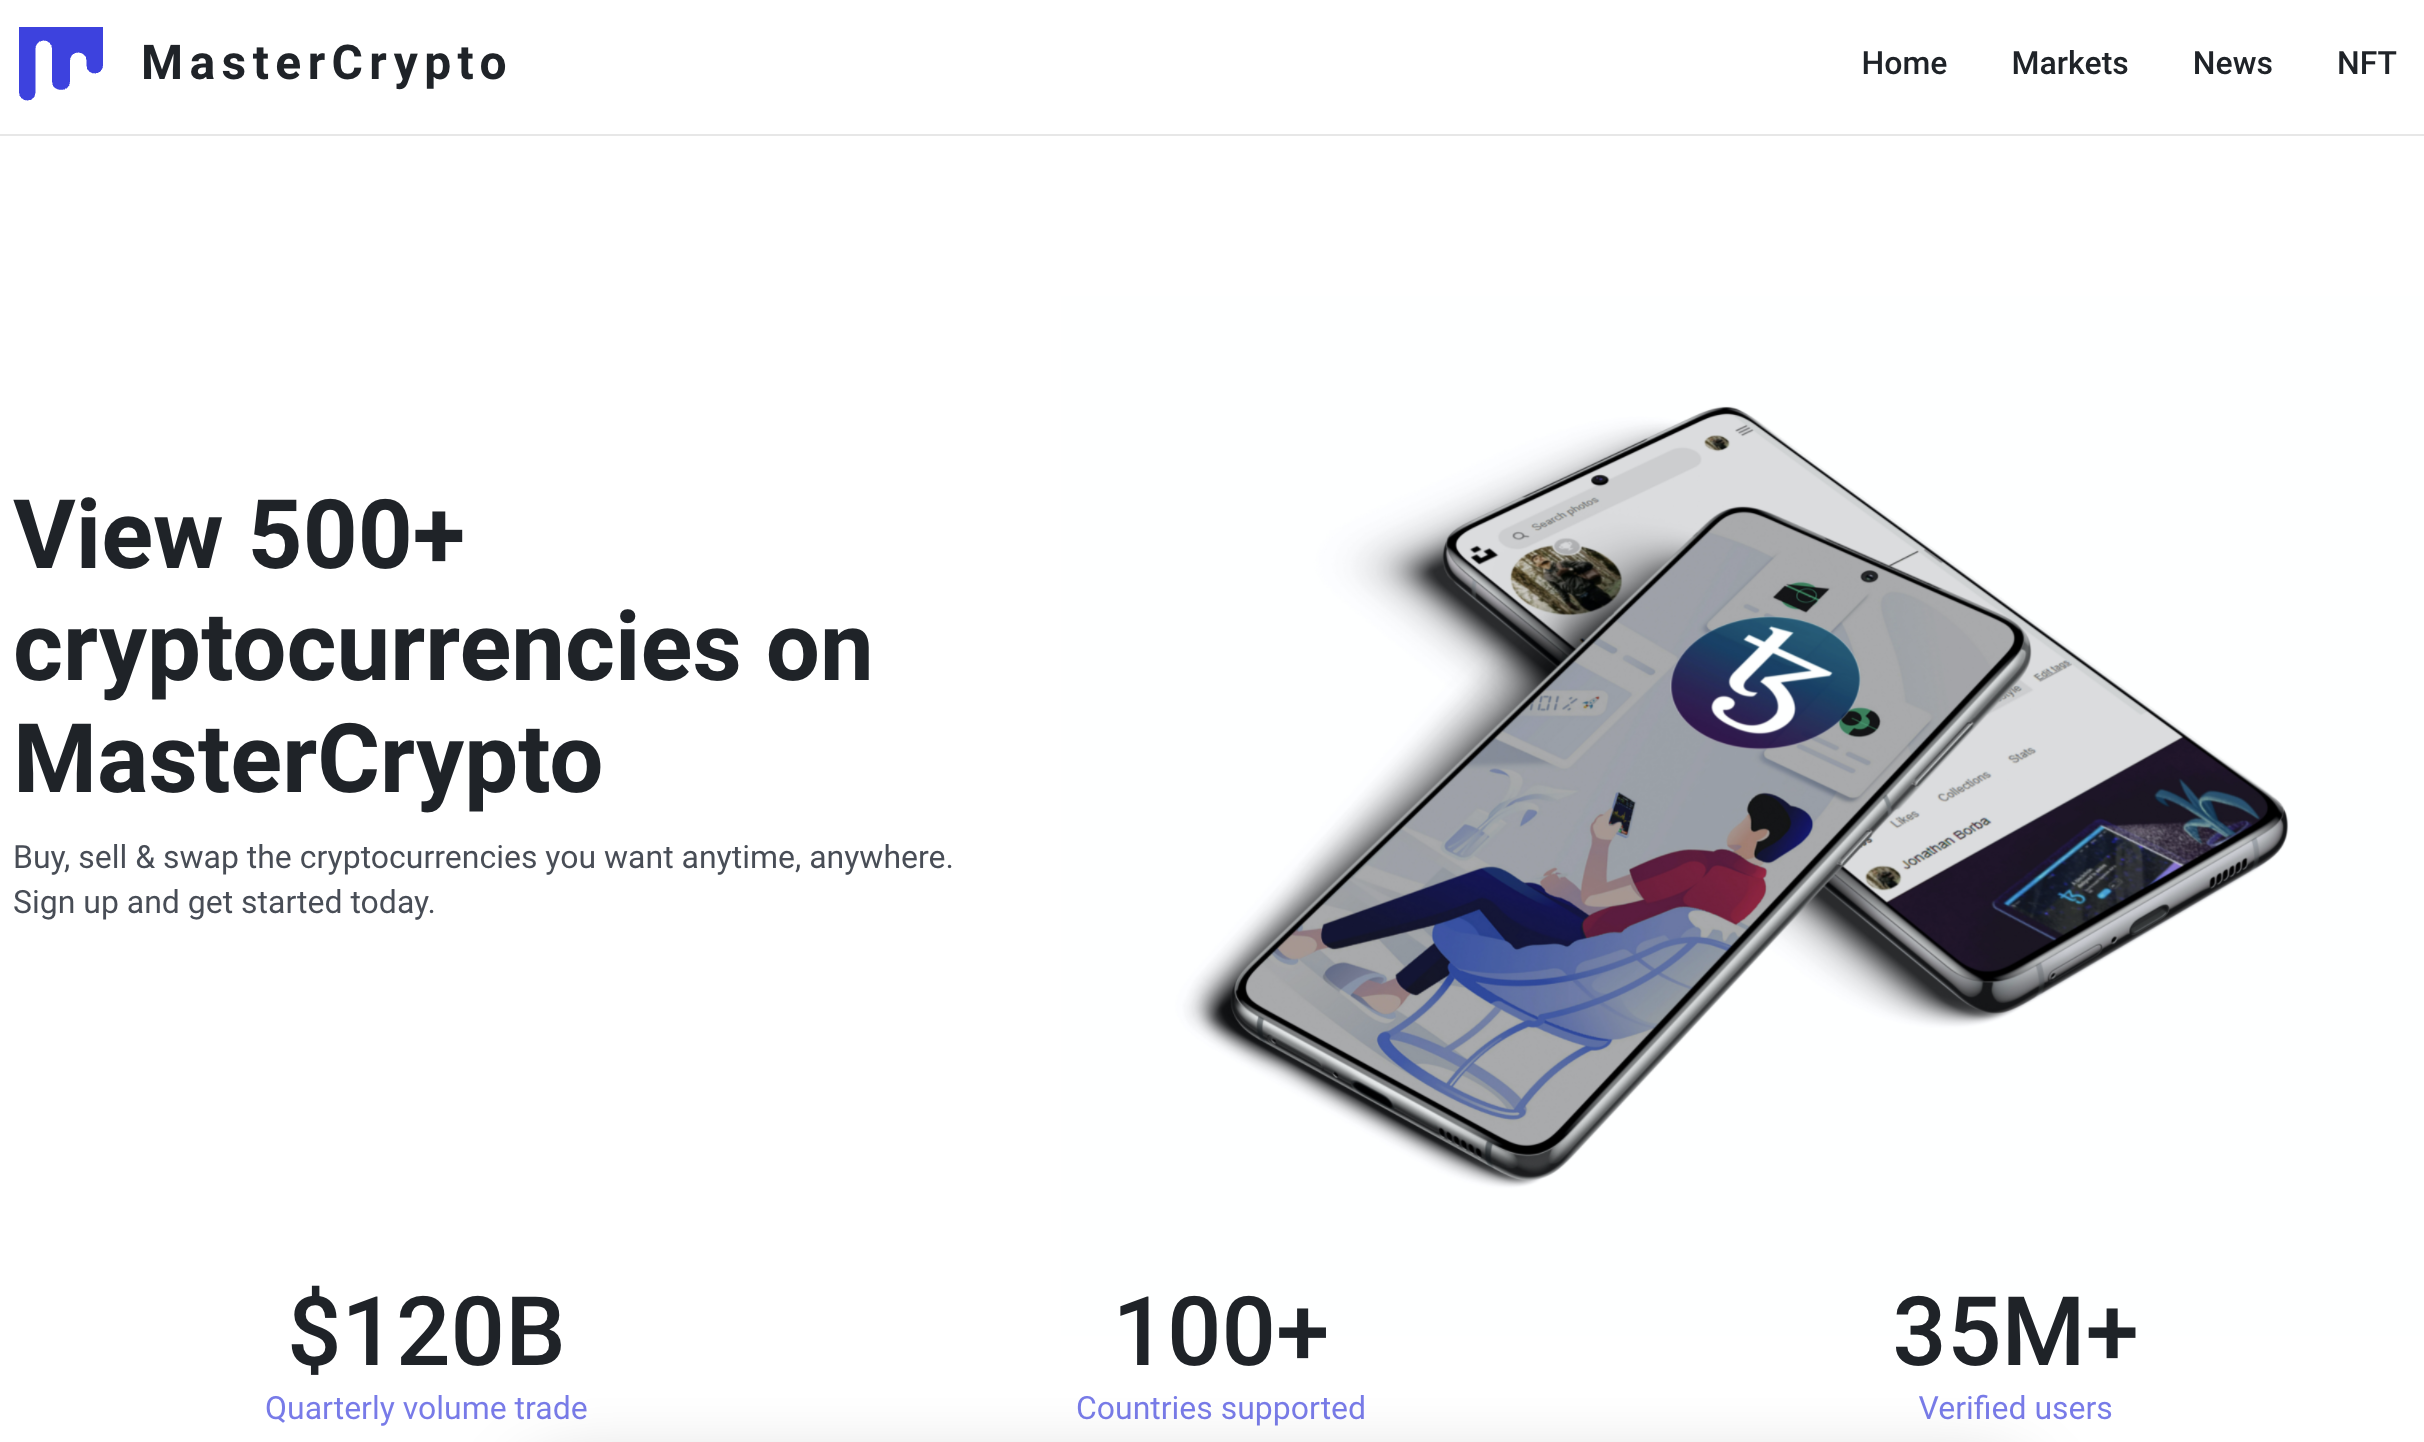 MasterCrypto
Home Markets News NFT
View 500+
cryptocurrencies on
MasterCrypto
Buy, sell & swap the cryptocurrencies you want anytime, anywhere.
Sign up and get started today.
Search photos
Edit tags
Stats
Collections
Likes
Jonathan Borba
$120B
Quarterly volume trade
100+
Countries supported
35M+
Verified users